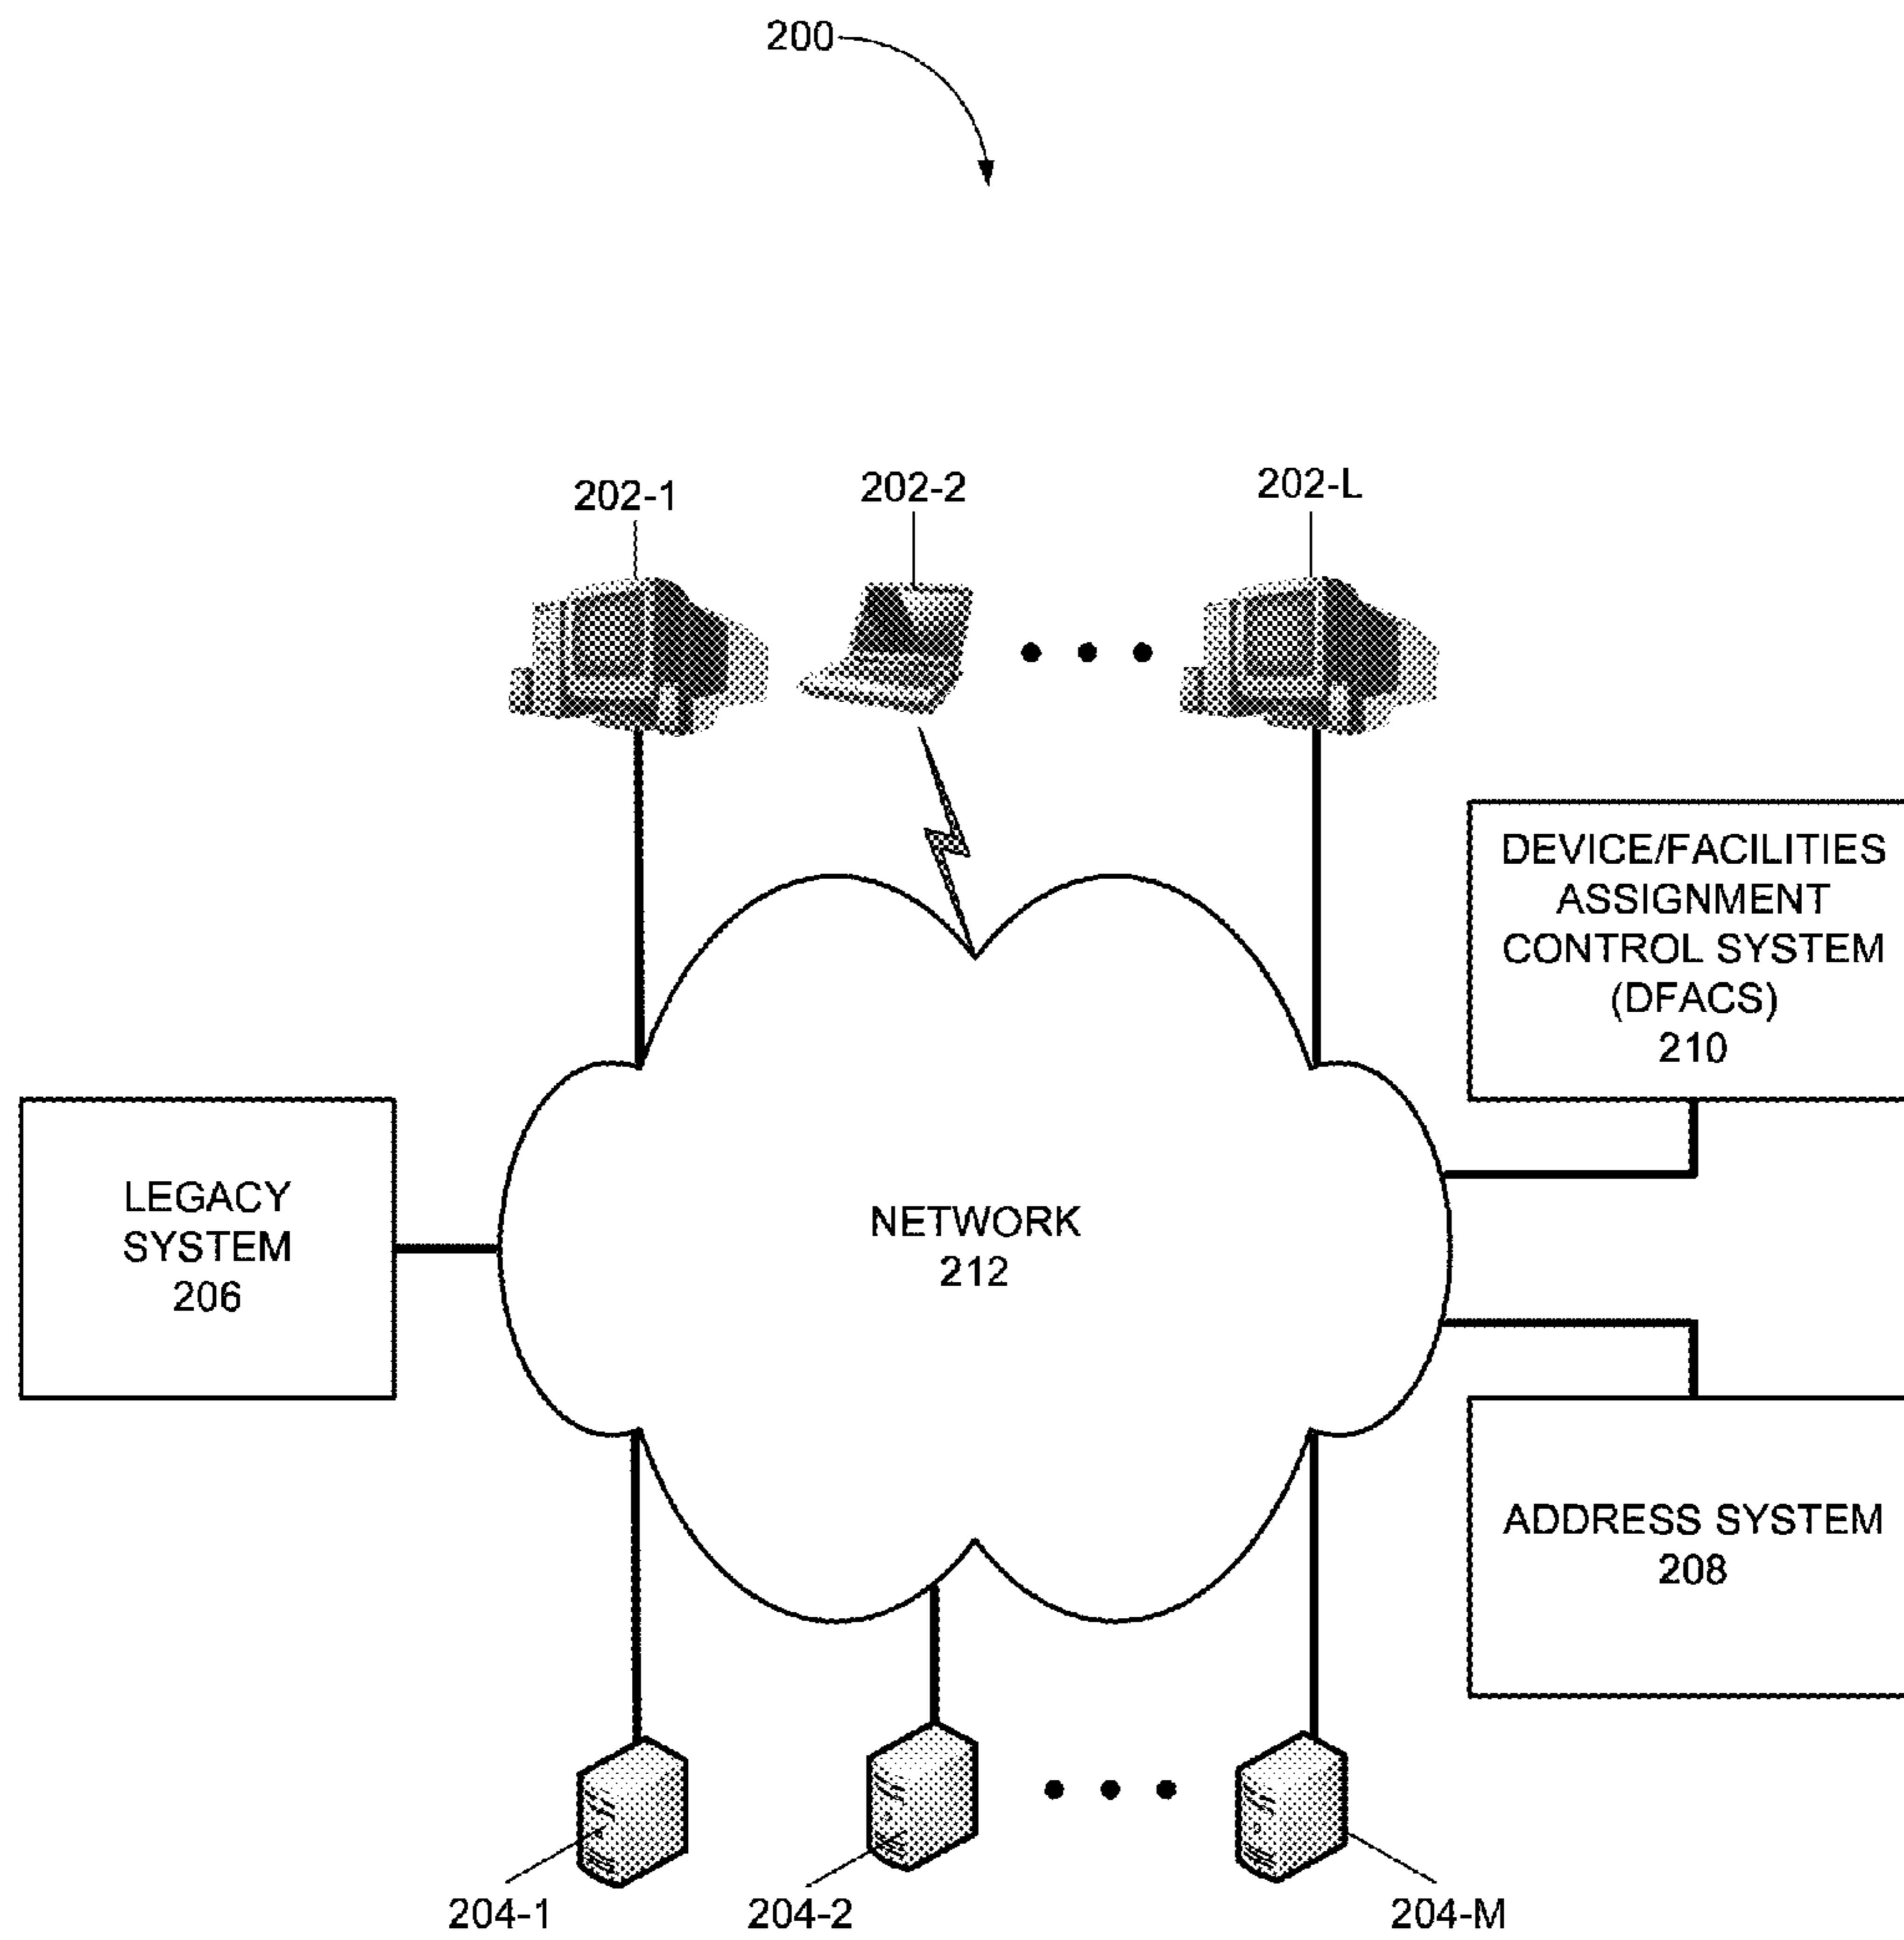 200
202-1
202-2
202-L
DEVICE/FACILITIES
ASSIGNMENT
CONTROL SYSTEM
(DFACS)
210
LEGACY
SYSTEM
206
NETWORK
212
ADDRESS SYSTEM
208
204-1
204-2
204-M